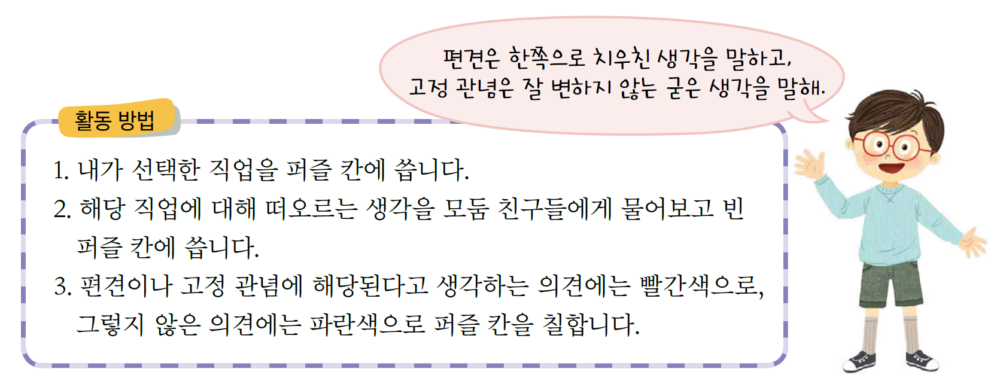 편견은 한쪽으로 치우친 생각을 말하고,
고정 관념은 잘 변하지 않는 굳은 생각을 말해.
활동 방법
1. 내가 선택한 직업을 퍼즐 칸에 씁니다.
2. 해당 직업에 대해 떠오르는 생각을 모둠 친구들에게 물어보고 빈
퍼즐 칸에 씁니다.
3. 편견이나 고정 관념에 해당된다고 생각하는 의견에는 빨간색으로,
그렇지 않은 의견에는 파란색으로 퍼즐 칸을 칠합니다.